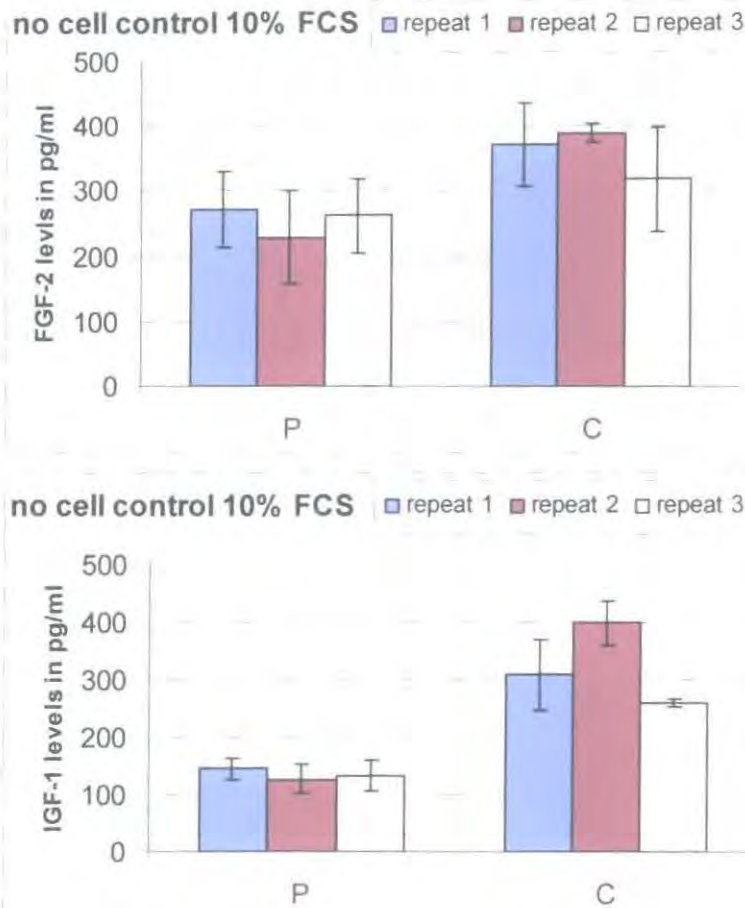 no cell control 10% FCS repeat 1 repeat 2 repeat 3
FGF-2 levls in pg/ml
500
400
300
200
100
0
P C
no cell control 10% FCS repeat 1 repeat 2 repeat 3
IGF-1 levels in pg/ml
500
400
300
200
100
0
P C